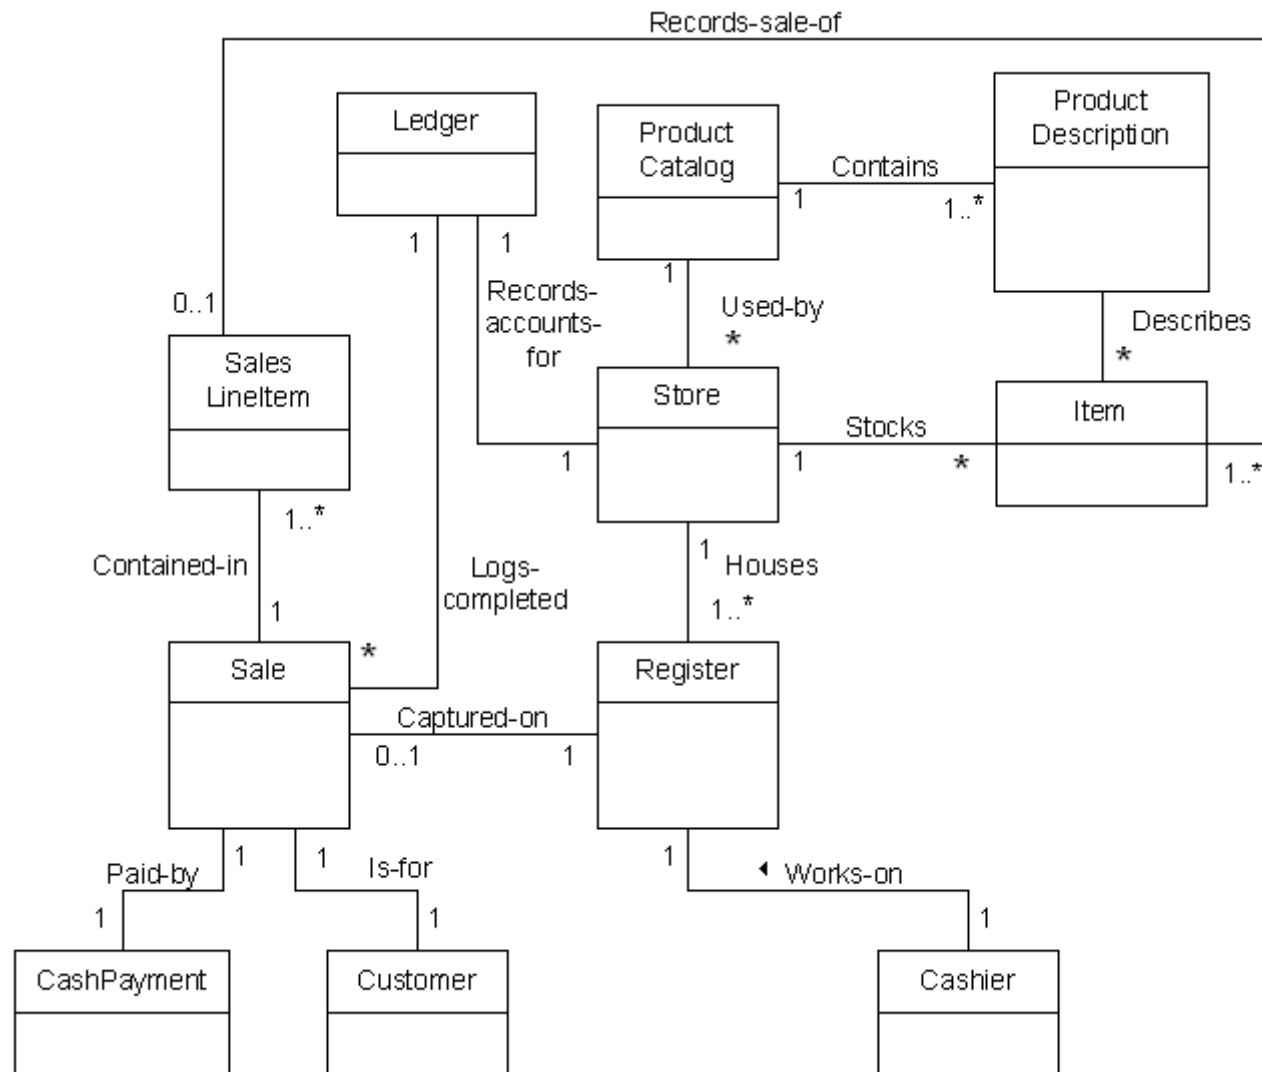 Records-sale-of
Ledger
Product
Catalog
Product
Description
Contains
1
1..*
1
1
1
0..1
Records-
accounts-
for
Used-by
*
Describes
*
Sales
LineItem
Store
Item
Stocks
1
1
*
1..*
1..*
Contained-in
1
Logs-
completed
1
Houses
1..*
Sale
*
Register
Captured-on
0..1
1
Paid-by
1
1
Is-for
1
Works-on
1
1
1
CashPayment
Customer
Cashier